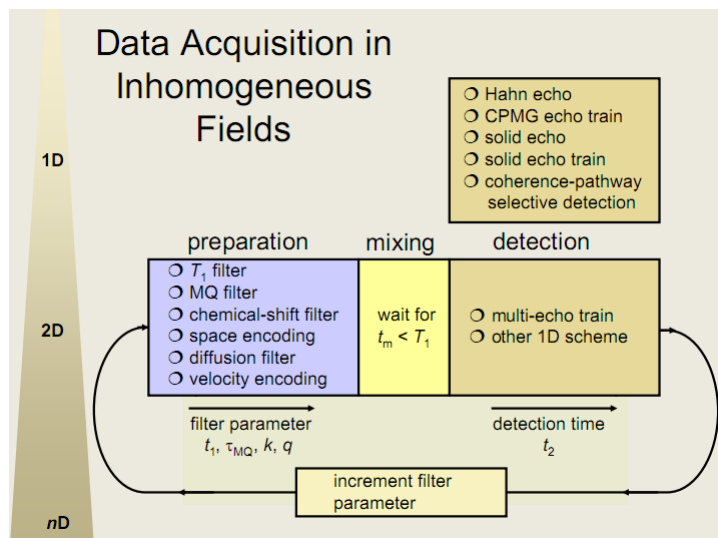 Data Acquisition in
Inhomogeneous
Fields
❍ Hahn echo
❍ CPMG echo train
❍ solid echo
❍ solid echo train
❍ coherence-pathway
selective detection
1D
preparation
mixing
detection
❍ T1 filter
❍ MQ filter
❍ chemical-shift filter
❍ space encoding
❍ diffusion filter
❍ velocity encoding
wait for
tm < T1
❍ multi-echo train
❍ other 1D scheme
2D
filter parameter
t1, τMQ, k, q
detection time
t2
increment filter
parameter
nD